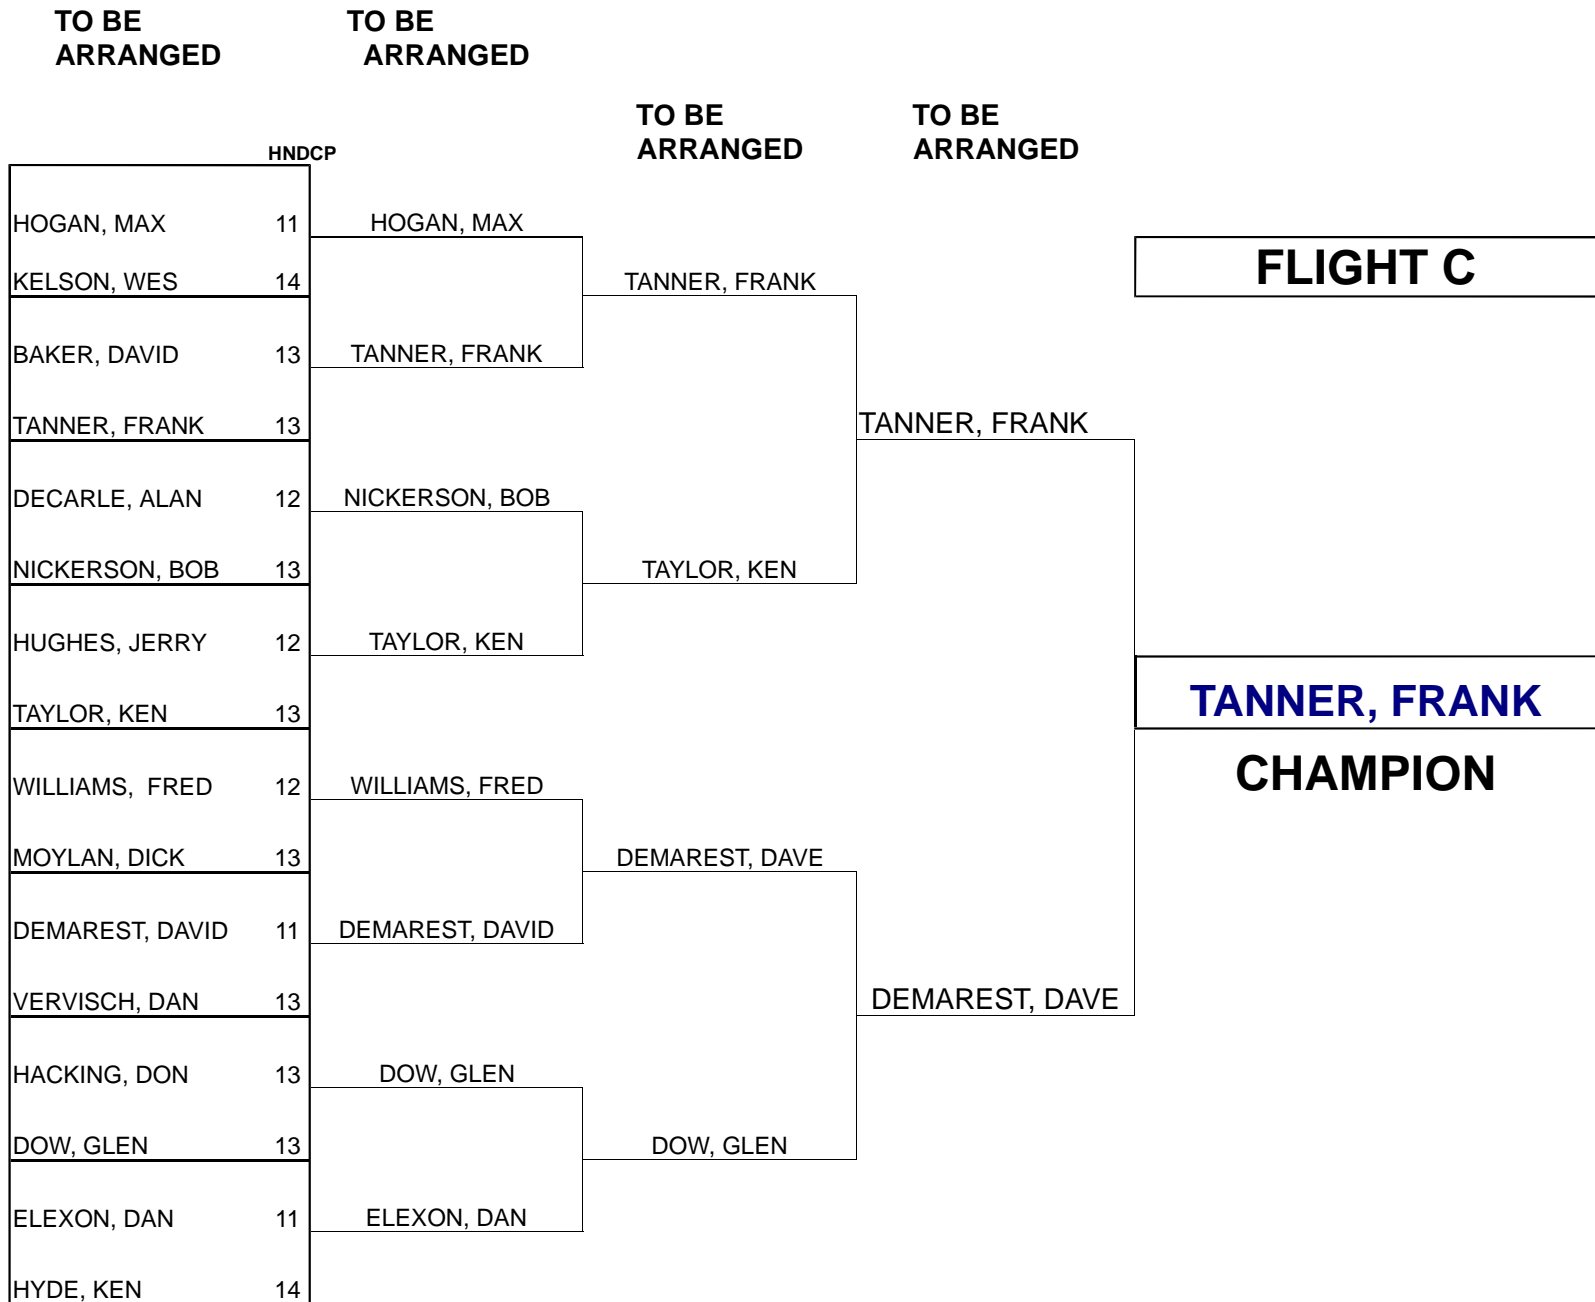 TO BE
ARRANGED
TO BE
ARRANGED
TO BE
ARRANGED
TO BE
ARRANGED
HNDCP
HOGAN, MAX 11
KELSON, WES 14
BAKER, DAVID 13
TANNER, FRANK 13
DECARLE, ALAN 12
NICKERSON, BOB 13
HUGHES, JERRY 12
TAYLOR, KEN 13
WILLIAMS, FRED 12
MOYLAN, DICK 13
DEMAREST, DAVID 11
VERVISCH, DAN 13
HACKING, DON 13
DOW, GLEN 13
ELEXON, DAN 11
HYDE, KEN 14
HOGAN, MAX
TANNER, FRANK
NICKERSON, BOB
TAYLOR, KEN
WILLIAMS, FRED
DEMAREST, DAVID
DOW, GLEN
ELEXON, DAN
TANNER, FRANK
TAYLOR, KEN
DEMAREST, DAVE
DOW, GLEN
TANNER, FRANK
DEMAREST, DAVE
FLIGHT C
TANNER, FRANK
CHAMPION